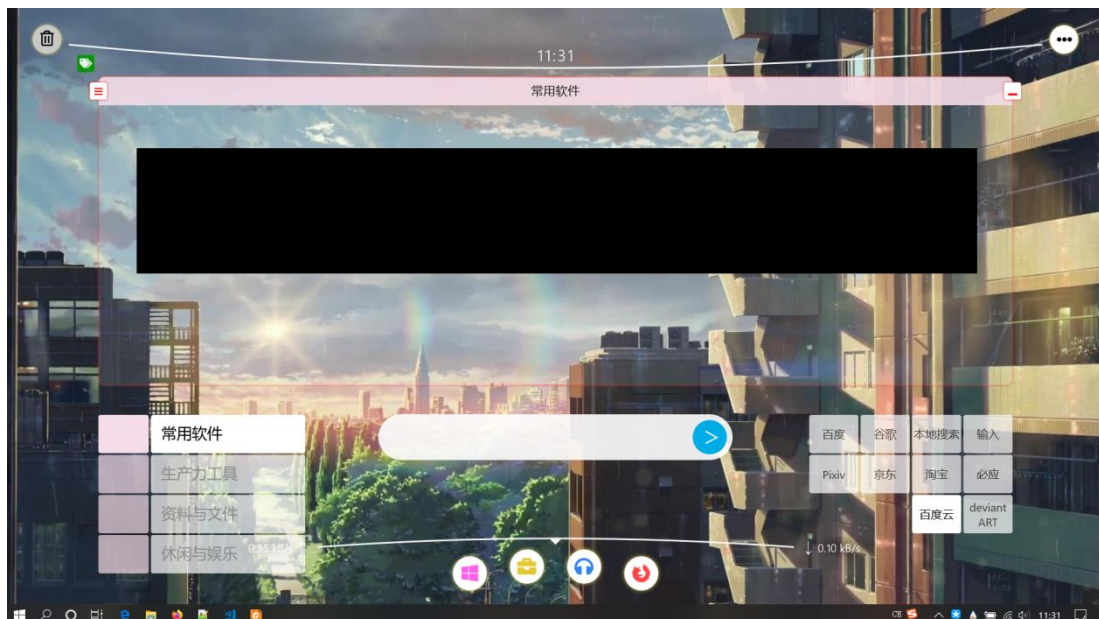 11:31
常用软件
常用软件
生产力工具
资料与文件
休闲与娱乐
百度 谷歌 本地搜索 输入
Pixiv 京东 淘宝 必应
百度云 deviant
ART
↓ 0.10 kB/s
CH 11:31